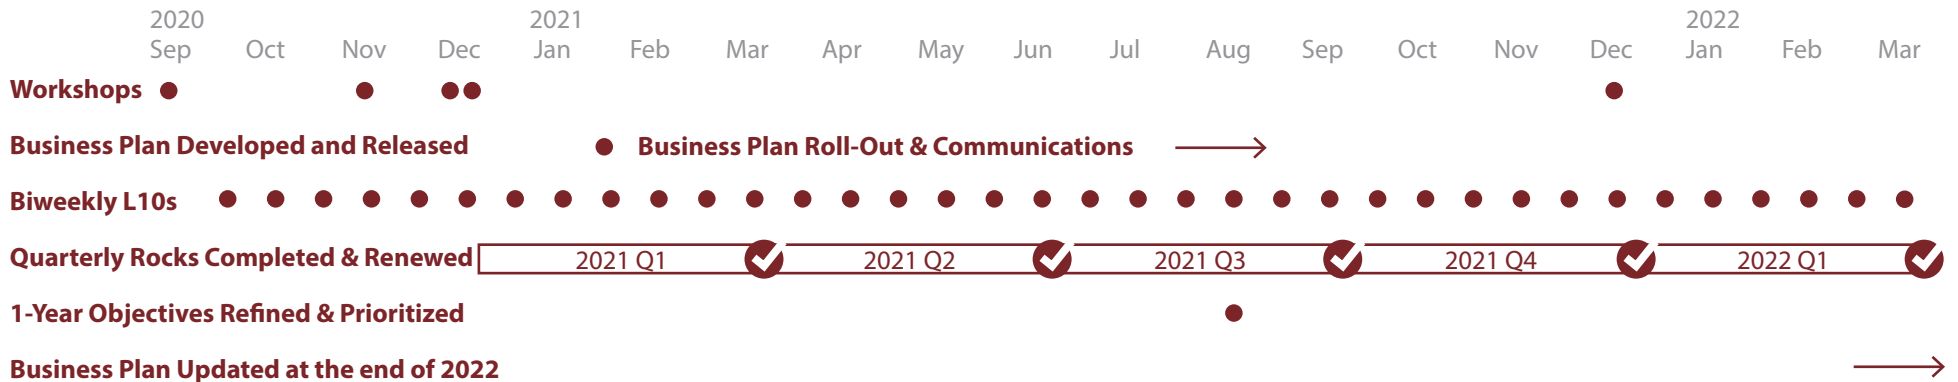 2020 2021 2022
Sep Oct Nov Dec Jan Feb Mar Apr May Jun Jul Aug Sep Oct Nov Dec Jan Feb Mar
Workshops
Business Plan Developed and Released Business Plan Roll-Out & Communications
Biweekly L10s
Quarterly Rocks Completed & Renewed 2021 Q1 2021 Q2 2021 Q3 2021 Q4 2022 Q1
1-Year Objectives Refined & Prioritized
Business Plan Updated at the end of 2022